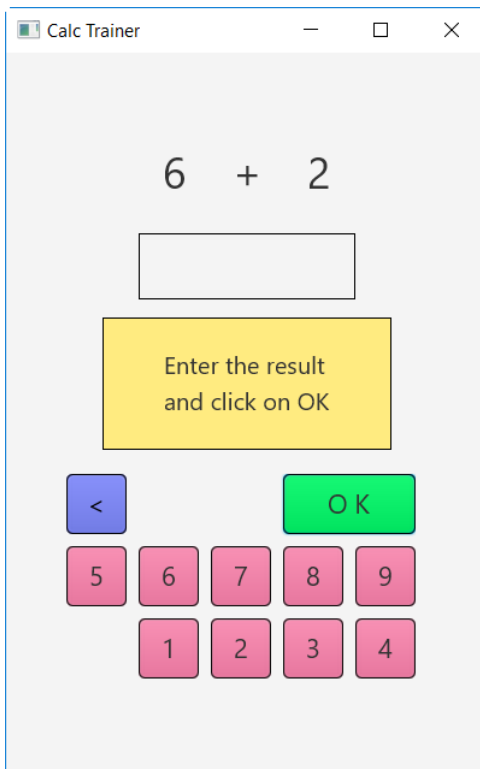 Calc Trainer
6 + 2
Enter the result
and click on OK
< O K
5 6 7 8 9
1 2 3 4